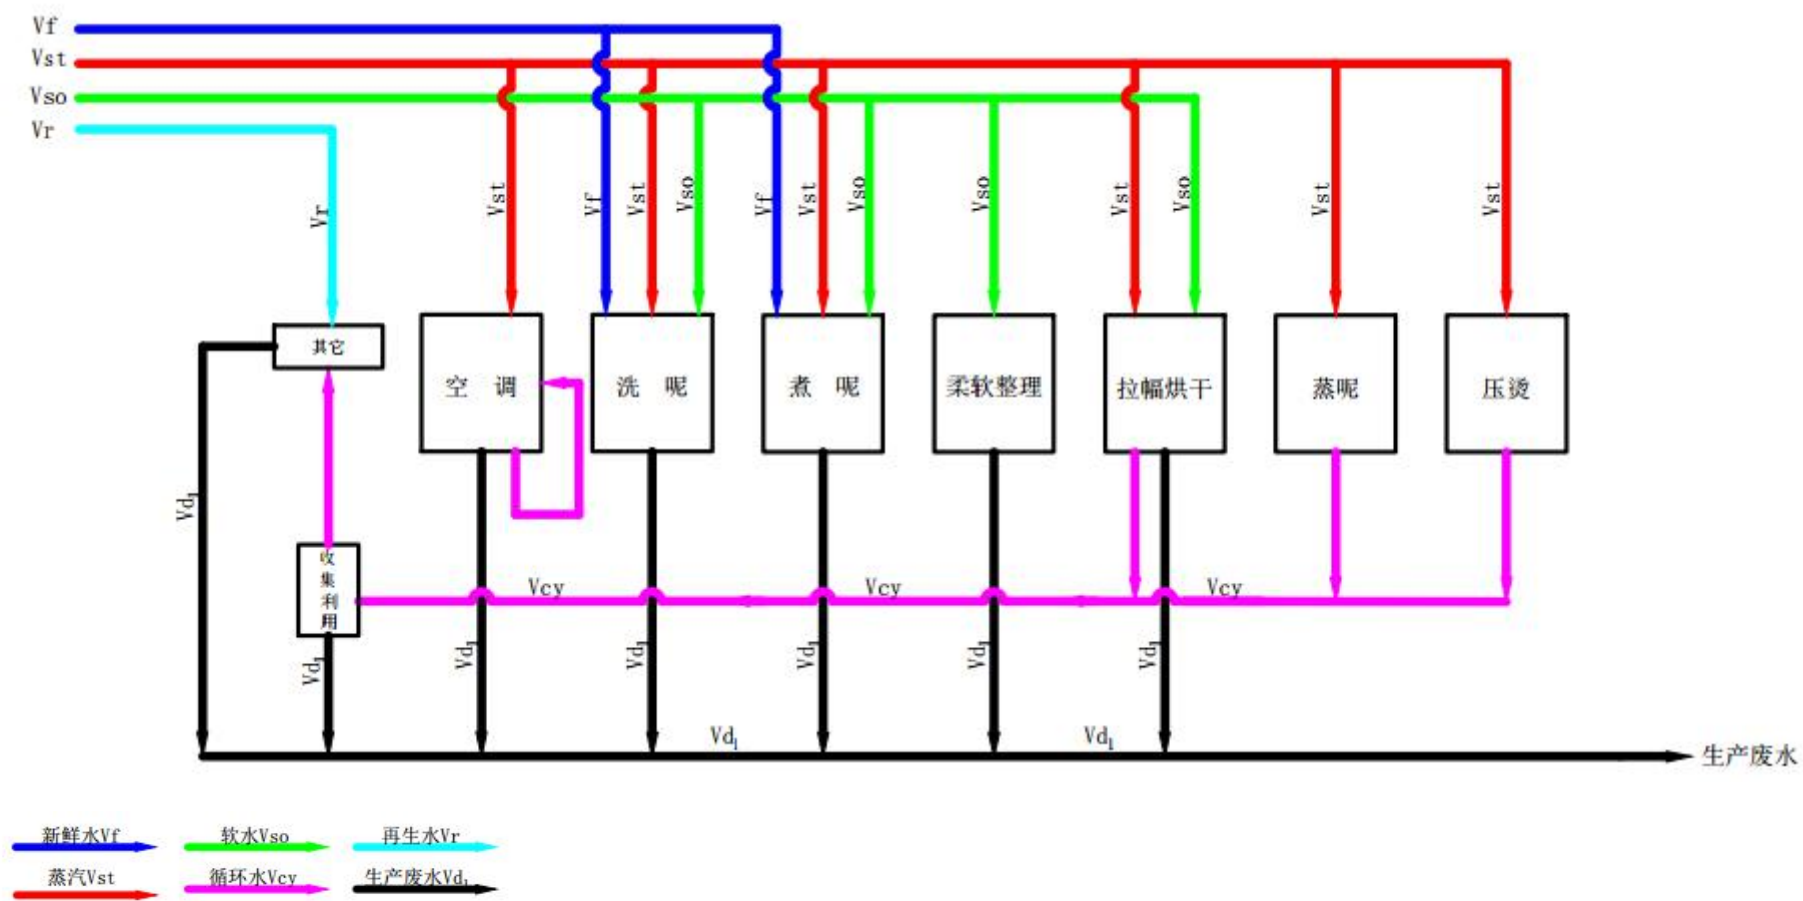 Vf
Vst
Vso
Vr
Vr
Vst
Vf
Vst
Vso
Vf
Vst
Vso
Vso
Vst
Vso
Vst
Vst
其它
空 调
洗 呢
煮 呢
柔软整理
拉幅烘干
蒸呢
压烫
Vd₁
收集利用
Vcy
Vcy
Vcy
Vd₁
Vd₁
Vd₁
Vd₁
Vd₁
Vd₁
Vd₁
Vd₁
生产废水
新鲜水Vf
软水Vso
再生水Vr
蒸汽Vst
循环水Vcy
生产废水Vd₁